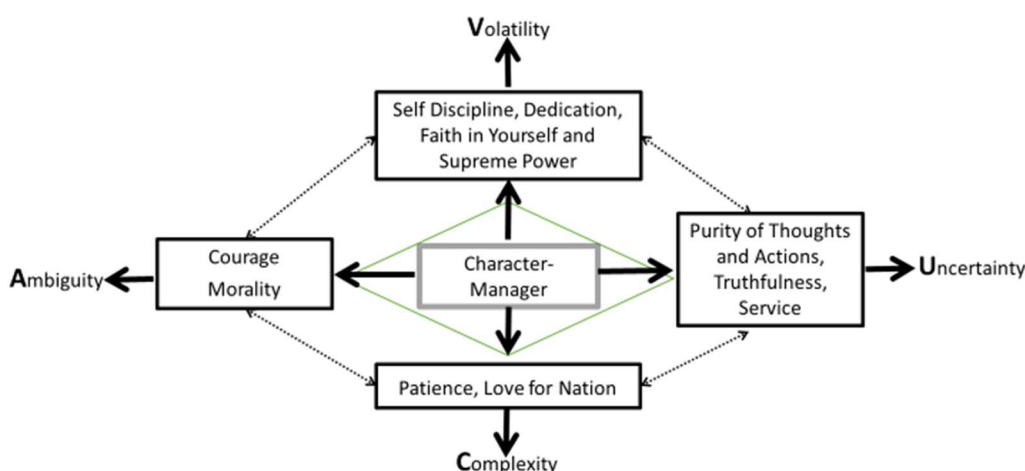 Volatility
Self Discipline, Dedication,
Faith in Yourself and
Supreme Power
Courage
Morality
Ambiguity
Character-
Manager
Purity of Thoughts
and Actions,
Truthfulness,
Service
Uncertainty
Patience, Love for Nation
Complexity